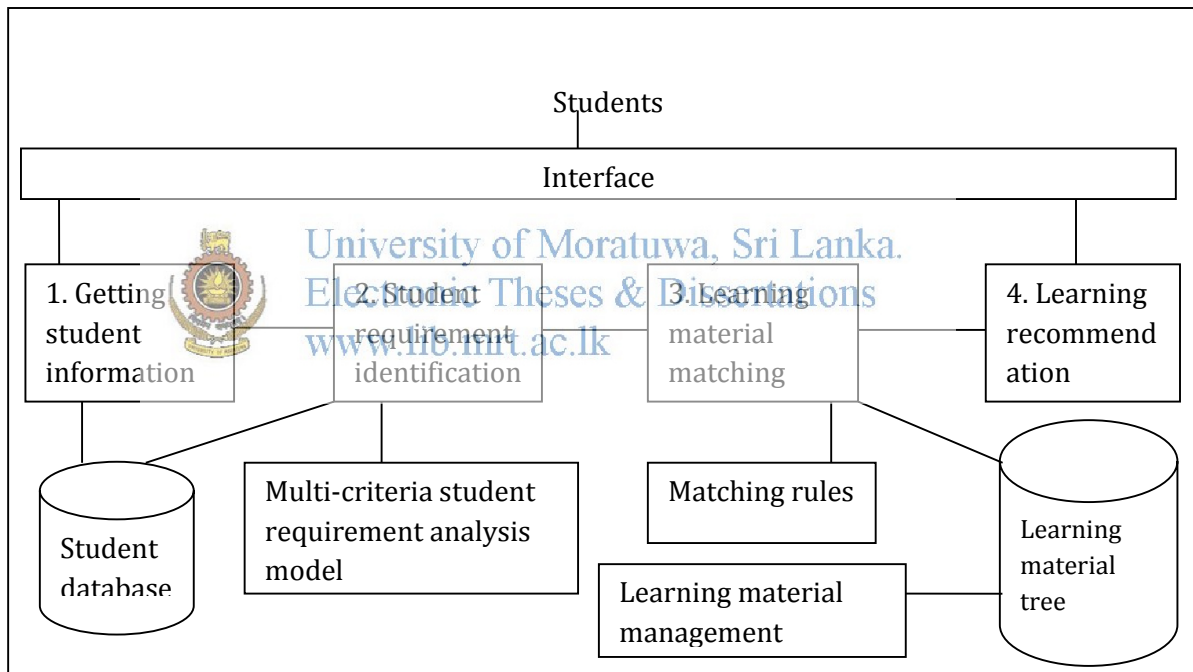 Students
Interface
University of Moratuwa, Sri Lanka.
Electronic Theses & Dissertations
www.lib.mrt.ac.lk
1. Getting
student
information
2. Student
requirement
identification
3. Learning
material
matching
4. Learning
recommend
ation
Student
database
Multi-criteria student
requirement analysis
model
Matching rules
Learning material
management
Learning
material
tree